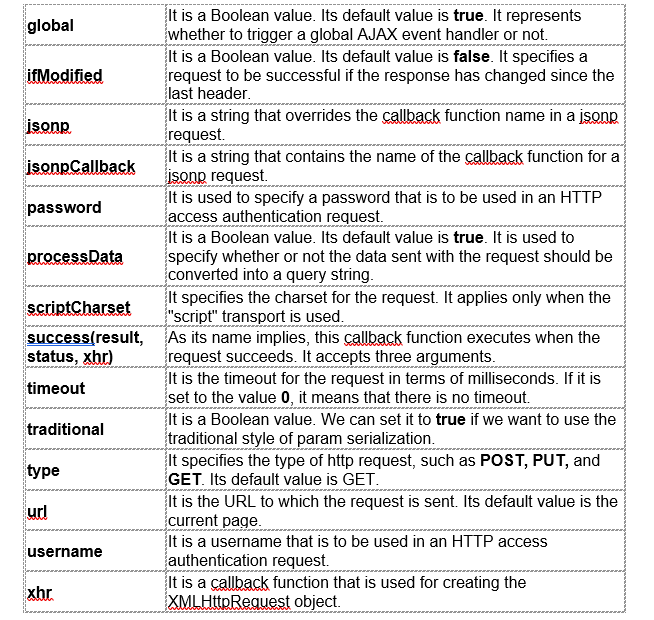 global
It is a Boolean value. Its default value is true. It represents
whether to trigger a global AJAX event handler or not.
ifModified
It is a Boolean value. Its default value is false. It specifies a
request to be successful if the response has changed since the
last header.
jsonp
It is a string that overrides the callback function name in a jsonp
request.
jsonpCallback
It is a string that contains the name of the callback function for a
jsonp request.
password
It is used to specify a password that is to be used in an HTTP
access authentication request.
processData
It is a Boolean value. Its default value is true. It is used to
specify whether or not the data sent with the request should be
converted into a query string.
scriptCharset
It specifies the charset for the request. It applies only when the
"script" transport is used.
success(result,
status, xhr)
As its name implies, this callback function executes when the
request succeeds. It accepts three arguments.
timeout
It is the timeout for the request in terms of milliseconds. If it is
set to the value 0, it means that there is no timeout.
traditional
It is a Boolean value. We can set it to true if we want to use the
traditional style of param serialization.
type
It specifies the type of http request, such as POST, PUT, and
GET. Its default value is GET.
url
It is the URL to which the request is sent. Its default value is the
current page.
username
It is a username that is to be used in an HTTP access
authentication request.
xhr
It is a callback function that is used for creating the
XMLHttpRequest object.